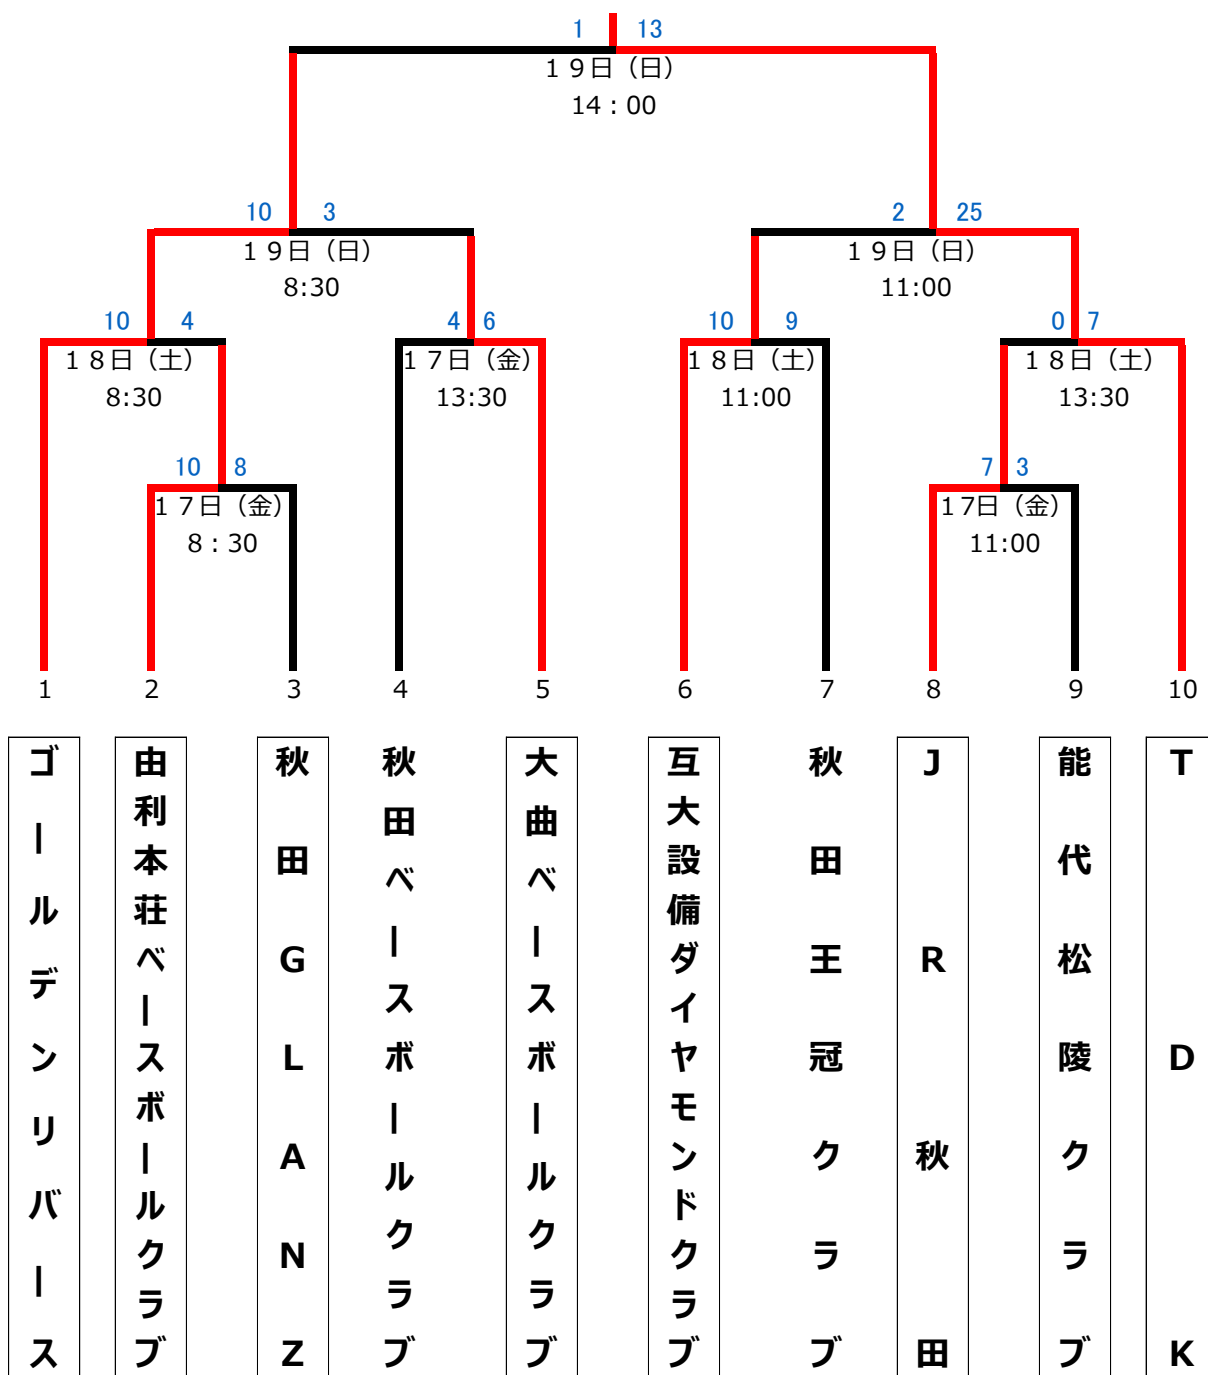 1 13
19日（日）
14：00
10 3
19日（日）
8:30
2 25
19日（日）
11:00
10 4
18日（土）
8:30
4 6
17日（金）
13:30
10 9
18日（土）
11:00
0 7
18日（土）
13:30
10 8
17日（金）
8：30
7 3
17日（金）
11:00
1 2 3 4 5 6 7 8 9 10
ゴールデンリバース
由利本荘ベースボールクラブ
秋田GLANZ
秋田ベースボールクラブ
大曲ベースボールクラブ
互大設備ダイヤモンドクラブ
秋田王冠クラブ
JR秋田
能代松陵クラブ
TDK